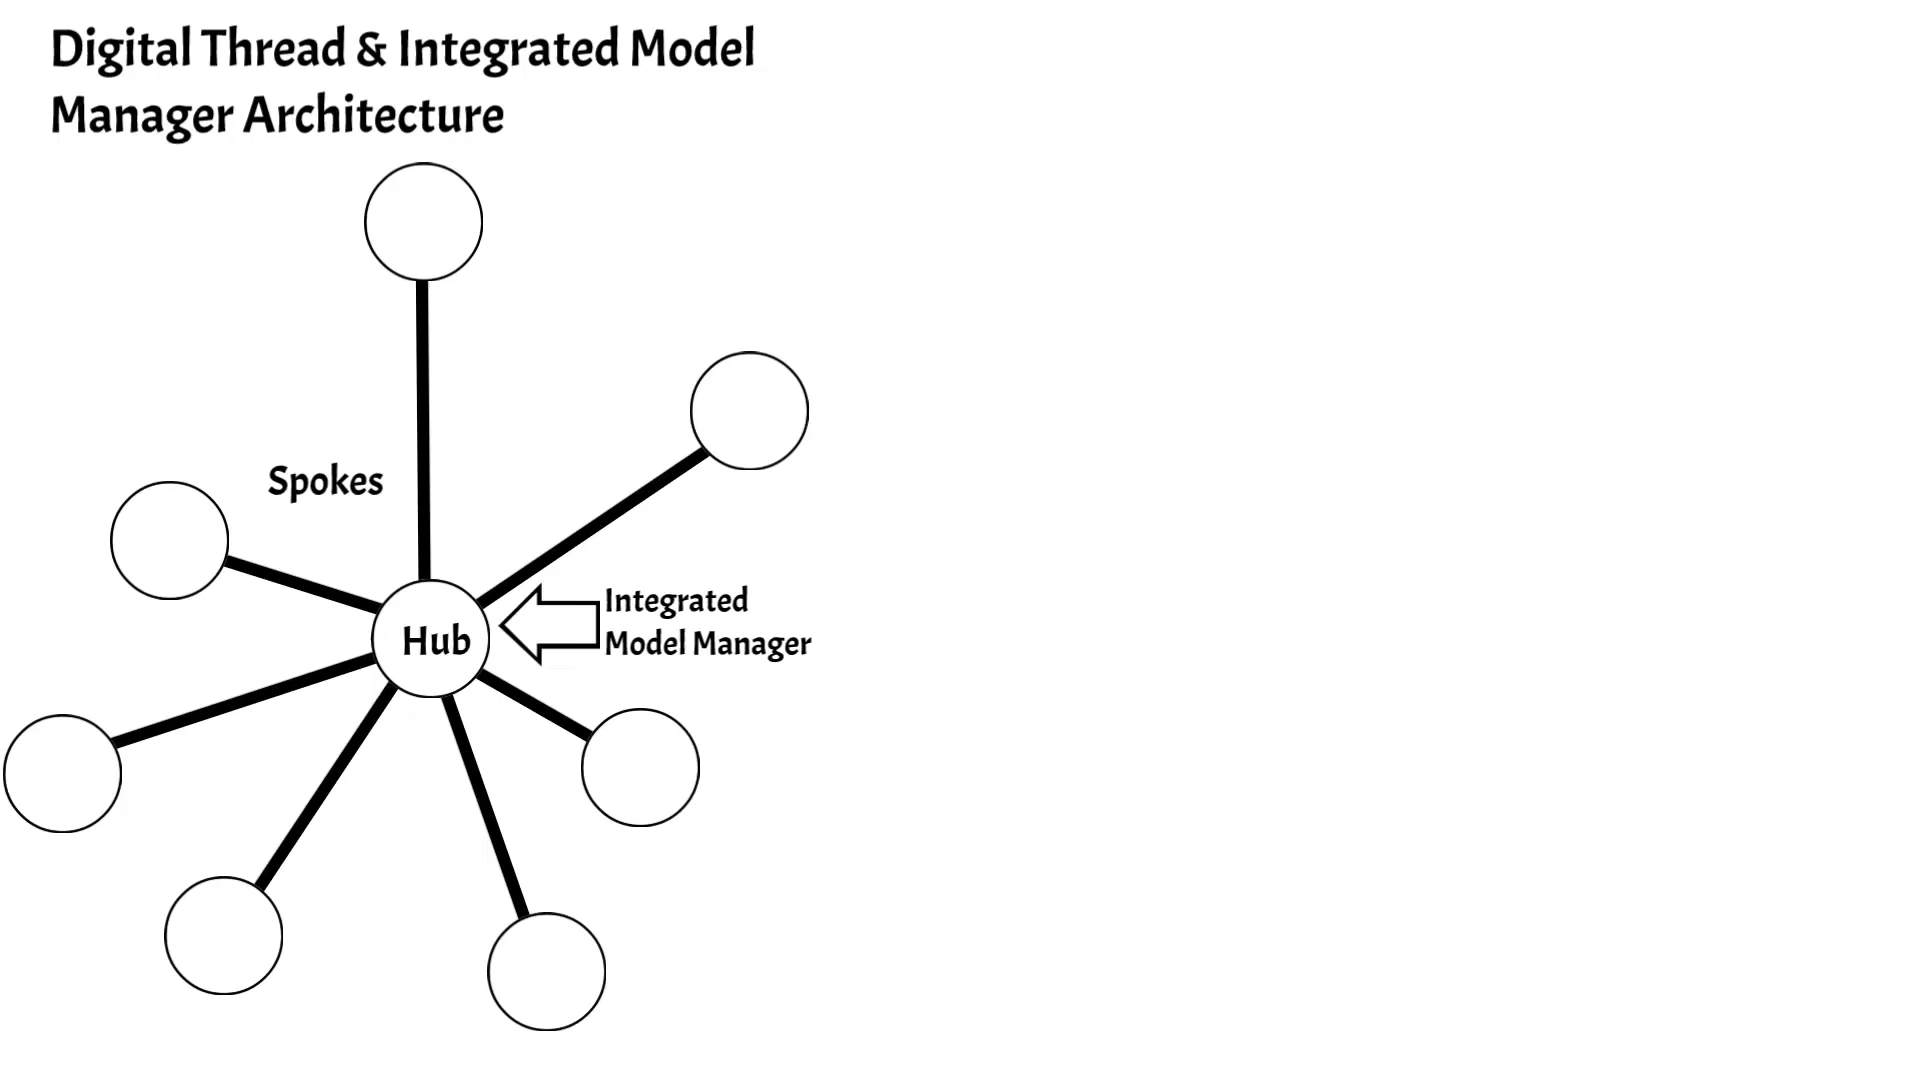 Digital Thread & Integrated Model
Manager Architecture
Spokes
Hub
Integrated
Model Manager